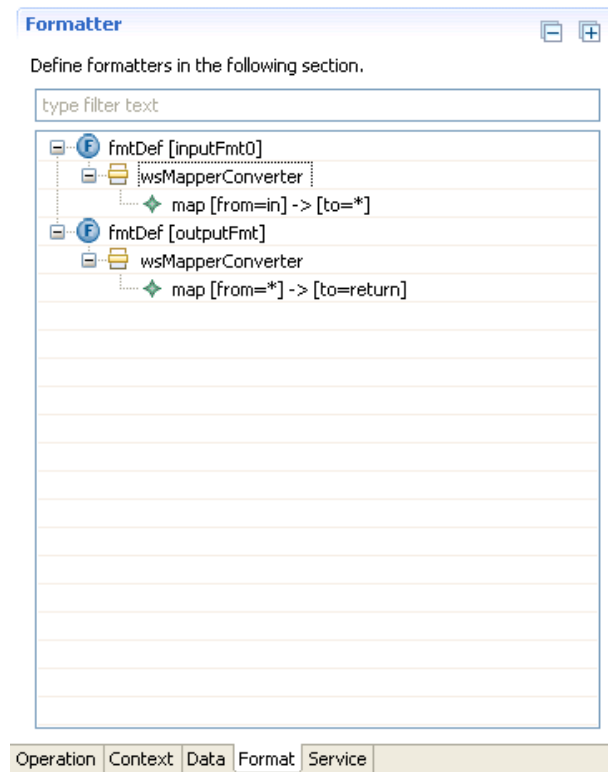 Formatter
Define formatters in the following section.
type filter text
F fmtDef [inputFmt0]
wsMapperConverter
map [from=in] -> [to=*]
F fmtDef [outputFmt]
wsMapperConverter
map [from=*] -> [to=return]
Operation Context Data Format Service